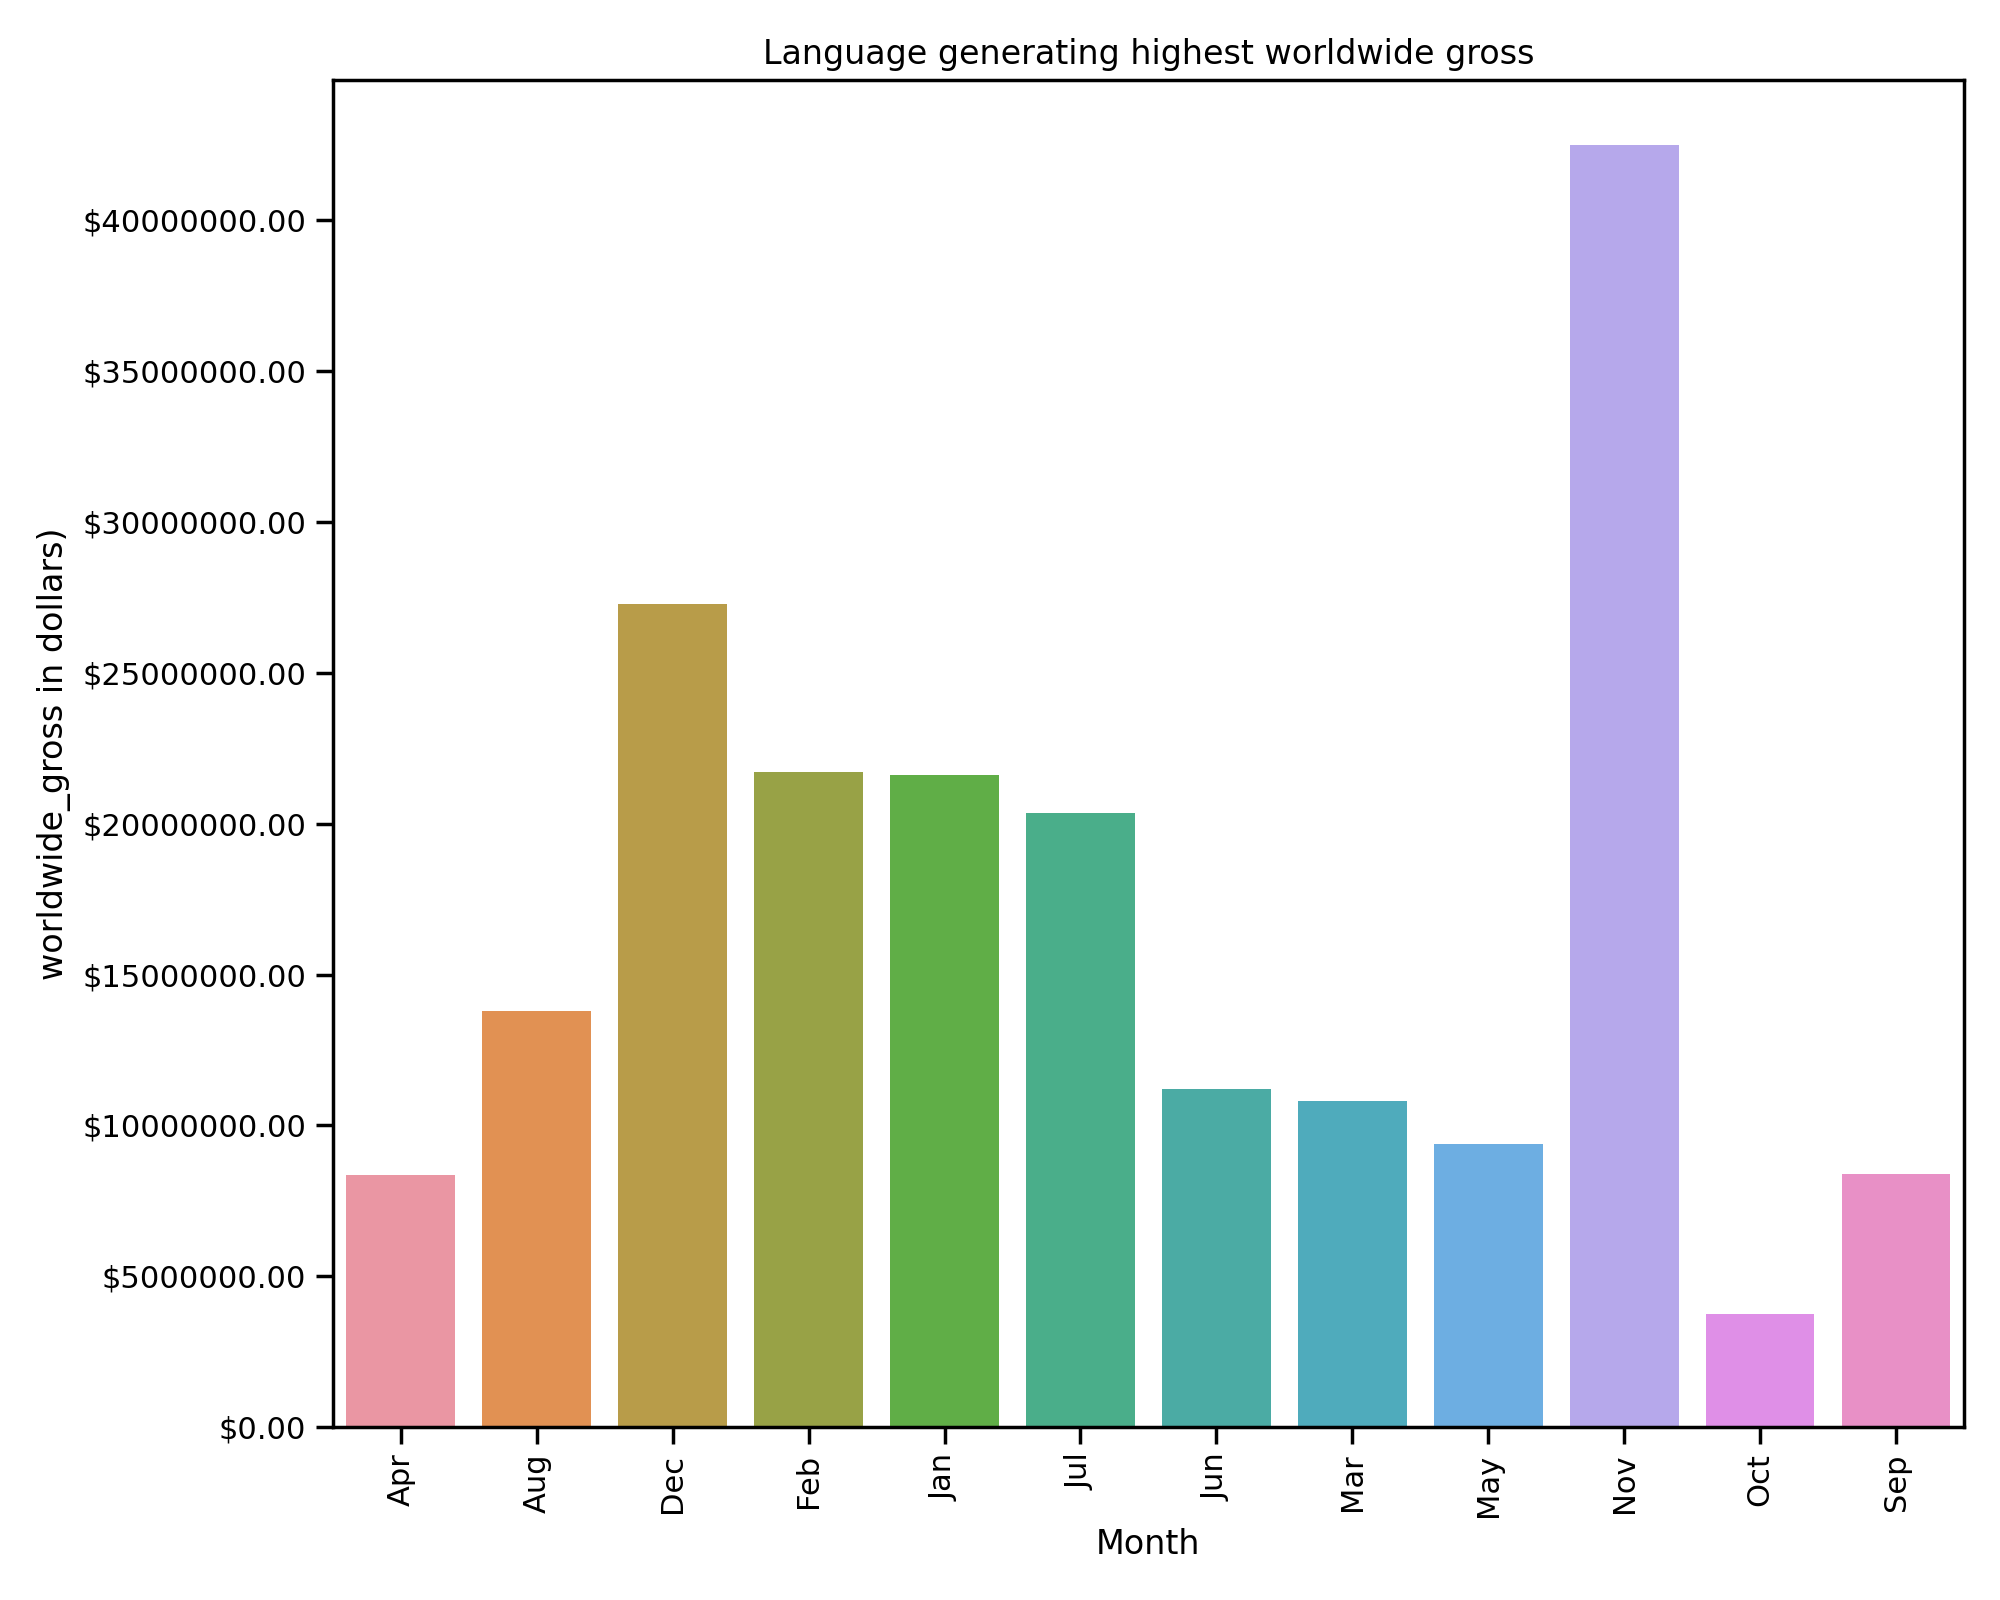 Language generating highest worldwide gross
worldwide_gross in dollars)
$40000000.00
$35000000.00
$30000000.00
$25000000.00
$20000000.00
$15000000.00
$10000000.00
$5000000.00
$0.00
Apr
Aug
Dec
Feb
Jan
Jul
Jun
Mar
May
Nov
Oct
Sep
Month